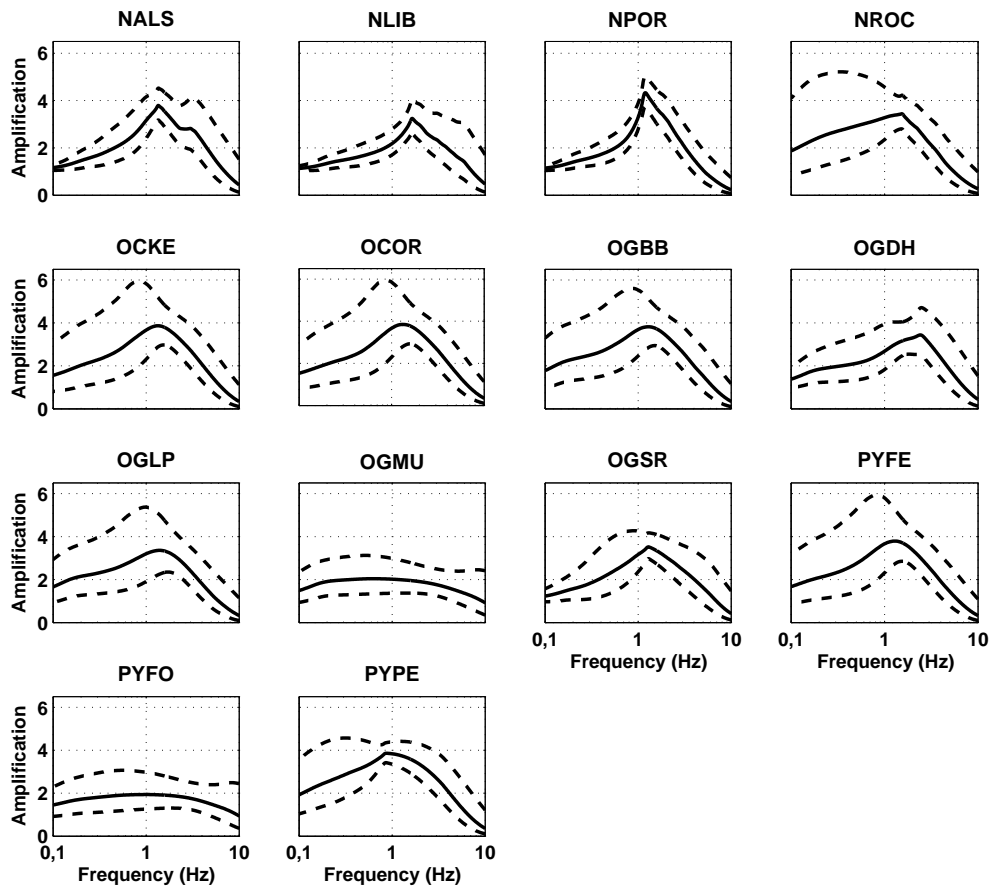 NALS NLIB NPOR NROC
6
4
2
0
Amplification
OCKE OCOR OGBB OGDH
6
4
2
0
Amplification
OGLP OGMU OGSR PYFE
6
4
2
0
Amplification
0,1 1 10 0,1 1 10
Frequency (Hz) Frequency (Hz)
PYFO PYPE
6
4
2
0
Amplification
0,1 1 10 0,1 1 10
Frequency (Hz) Frequency (Hz)